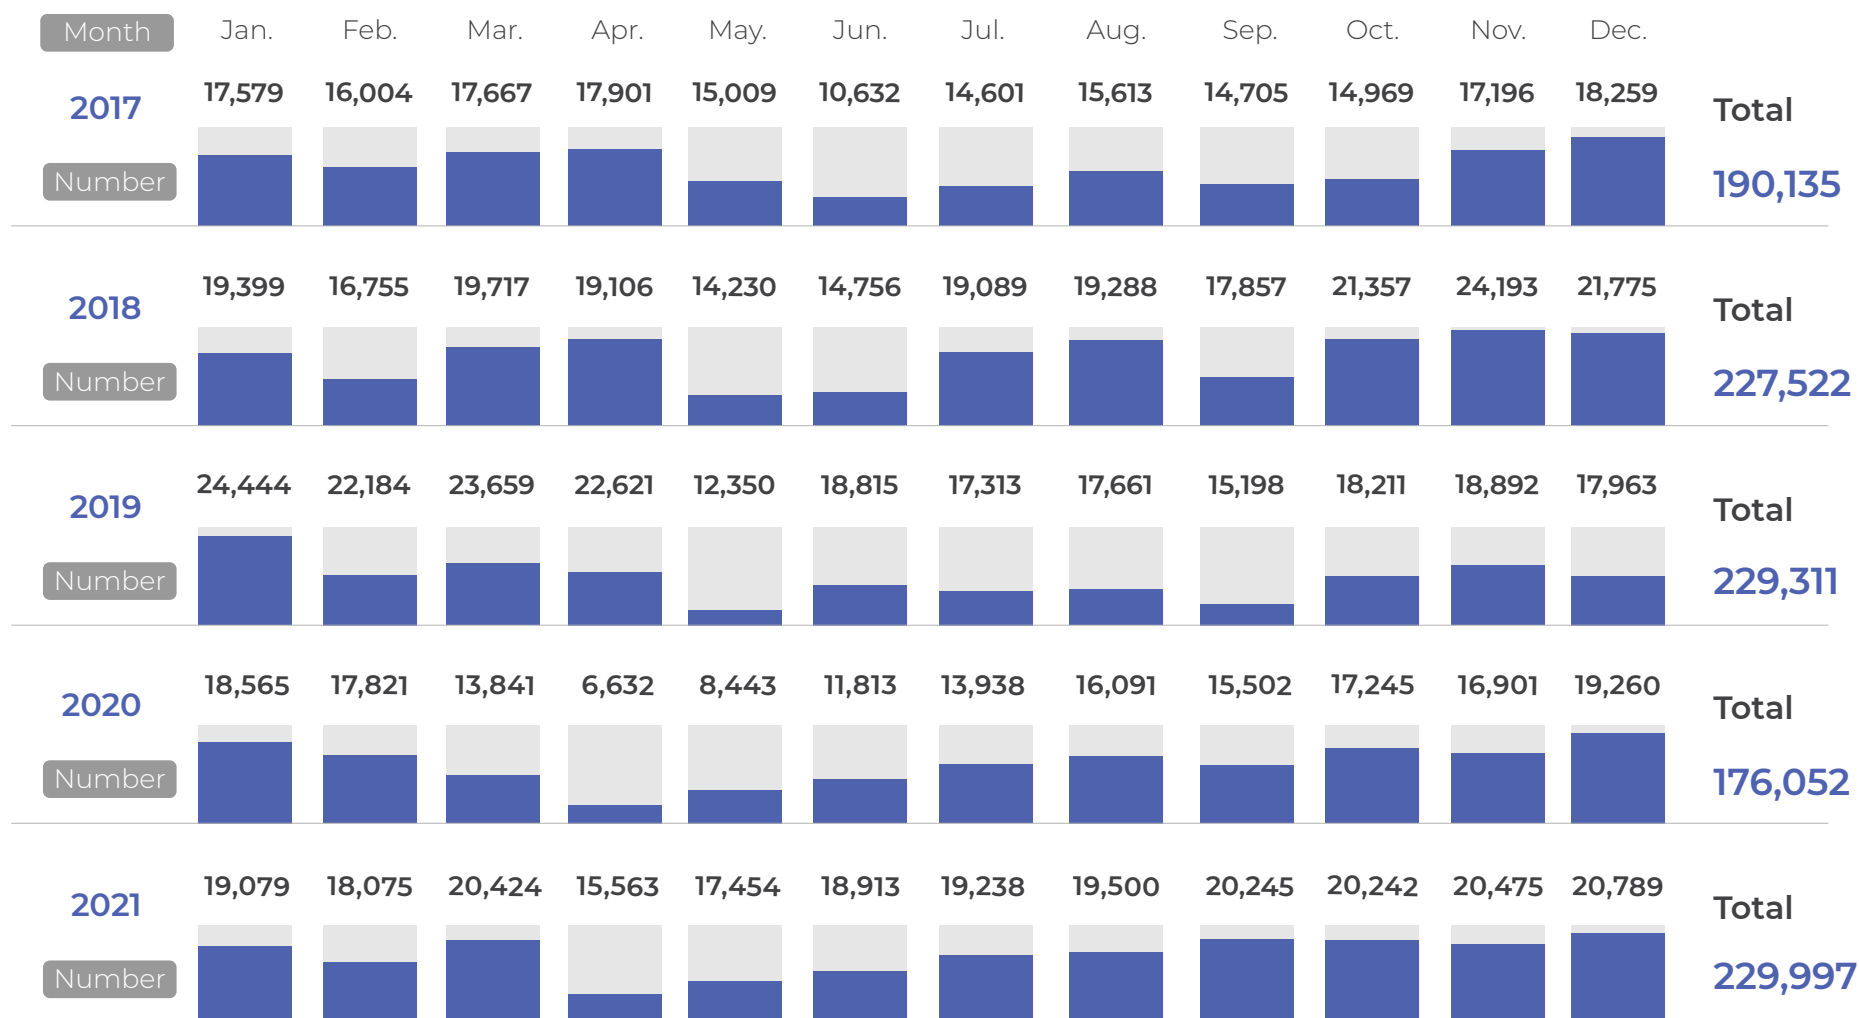 Month Jan. Feb. Mar. Apr. May. Jun. Jul. Aug. Sep. Oct. Nov. Dec.
2017 17,579 16,004 17,667 17,901 15,009 10,632 14,601 15,613 14,705 14,969 17,196 18,259 Total
Number 190,135
2018 19,399 16,755 19,717 19,106 14,230 14,756 19,089 19,288 17,857 21,357 24,193 21,775 Total
Number 227,522
2019 24,444 22,184 23,659 22,621 12,350 18,815 17,313 17,661 15,198 18,211 18,892 17,963 Total
Number 229,311
2020 18,565 17,821 13,841 6,632 8,443 11,813 13,938 16,091 15,502 17,245 16,901 19,260 Total
Number 176,052
2021 19,079 18,075 20,424 15,563 17,454 18,913 19,238 19,500 20,245 20,242 20,475 20,789 Total
Number 229,997